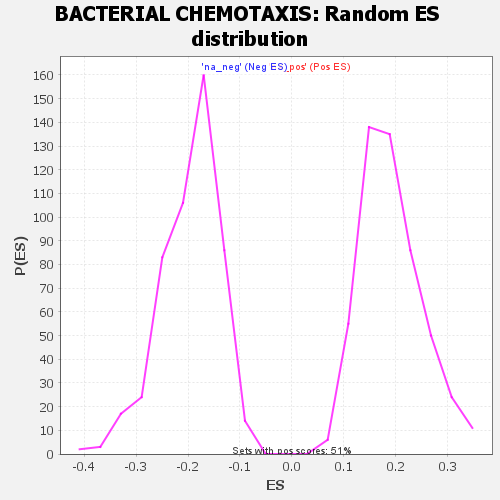 BACTERIAL CHEMOTAXIS: Random ES
distribution
'na_neg' (Neg ES) pos' (Pos ES)
160
150
140
130
120
110
100
90
80
70
60
50
40
30
20
10
0
P(ES)
Sets with pos scores: 51%
-0.4 -0.3 -0.2 -0.1 0.0 0.1 0.2 0.3
ES